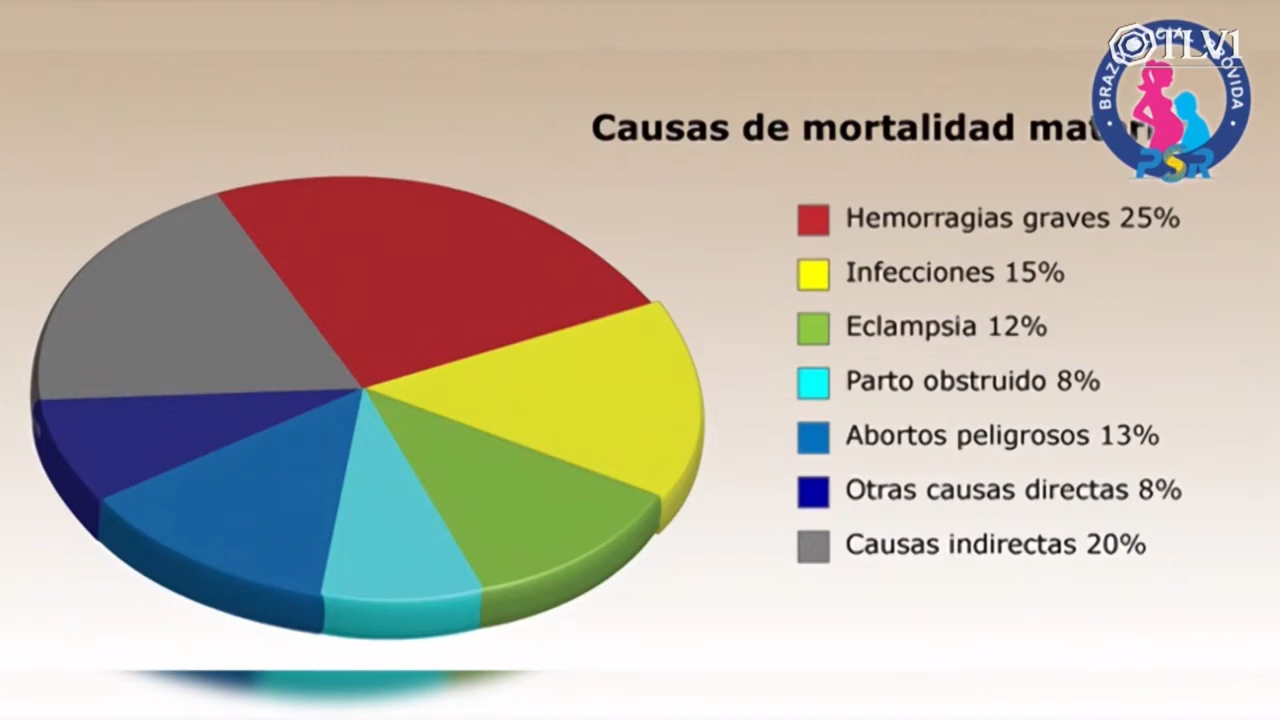 TLV1
Causas de mortalidad
Hemorragias graves 25%
Infecciones 15%
Eclampsia 12%
Parto obstruido 8%
Abortos peligrosos 13%
Otras causas directas 8%
Causas indirectas 20%
PSR